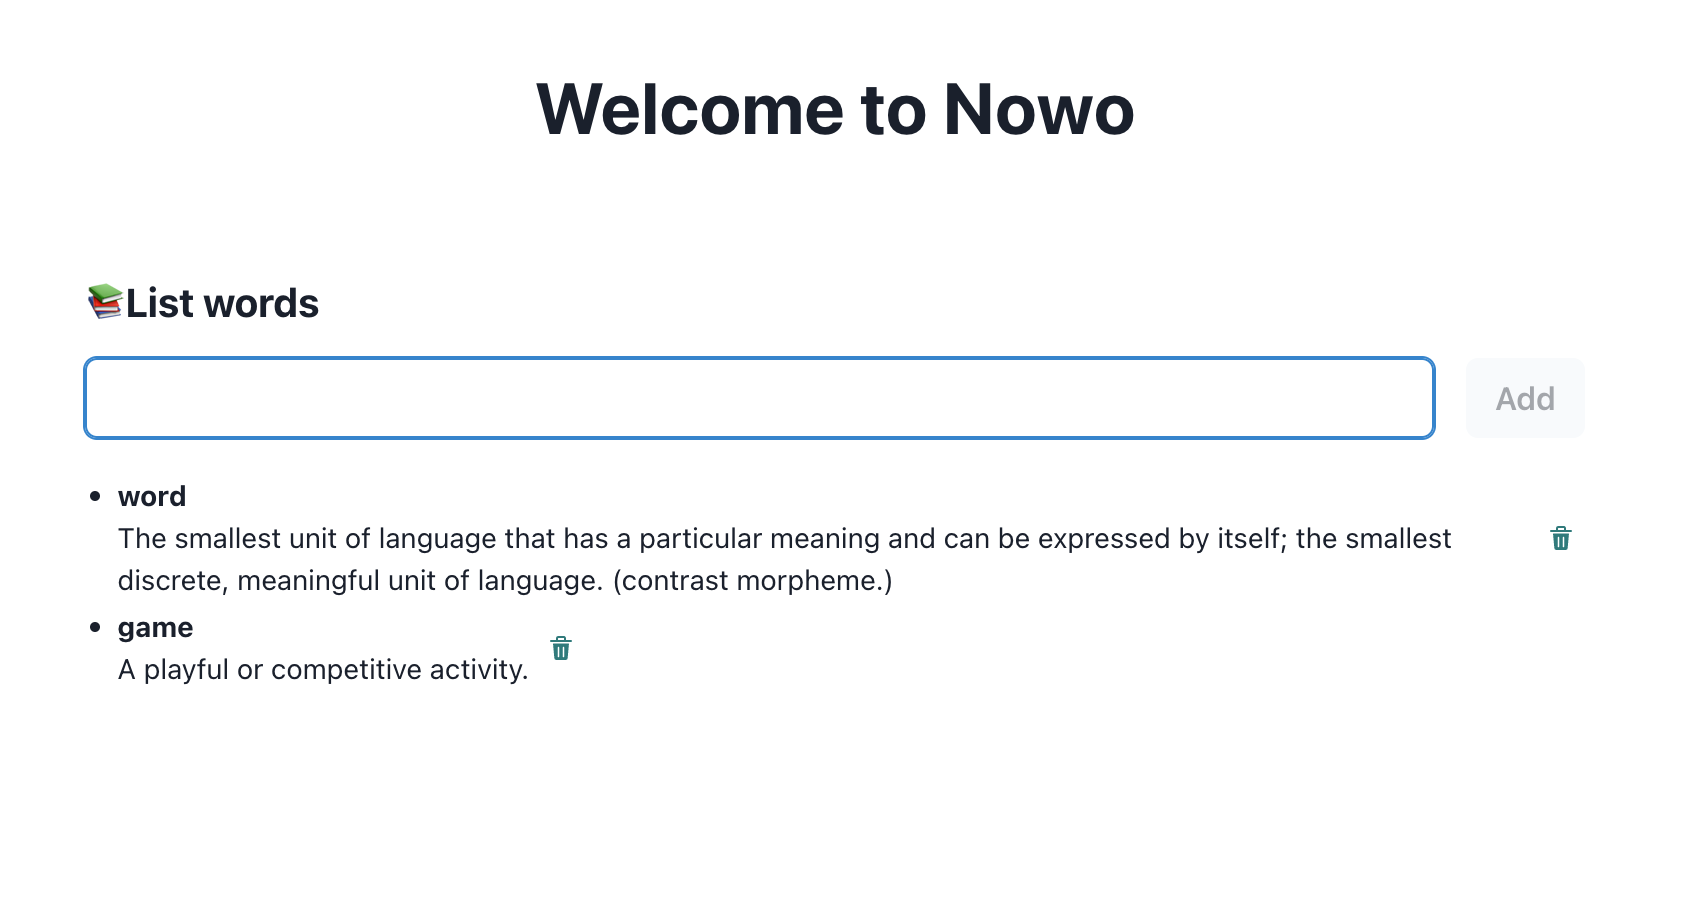 Welcome to Nowo
📚List words
Add
• word
The smallest unit of language that has a particular meaning and can be expressed by itself; the smallest
discrete, meaningful unit of language. (contrast morpheme.)
• game
A playful or competitive activity.